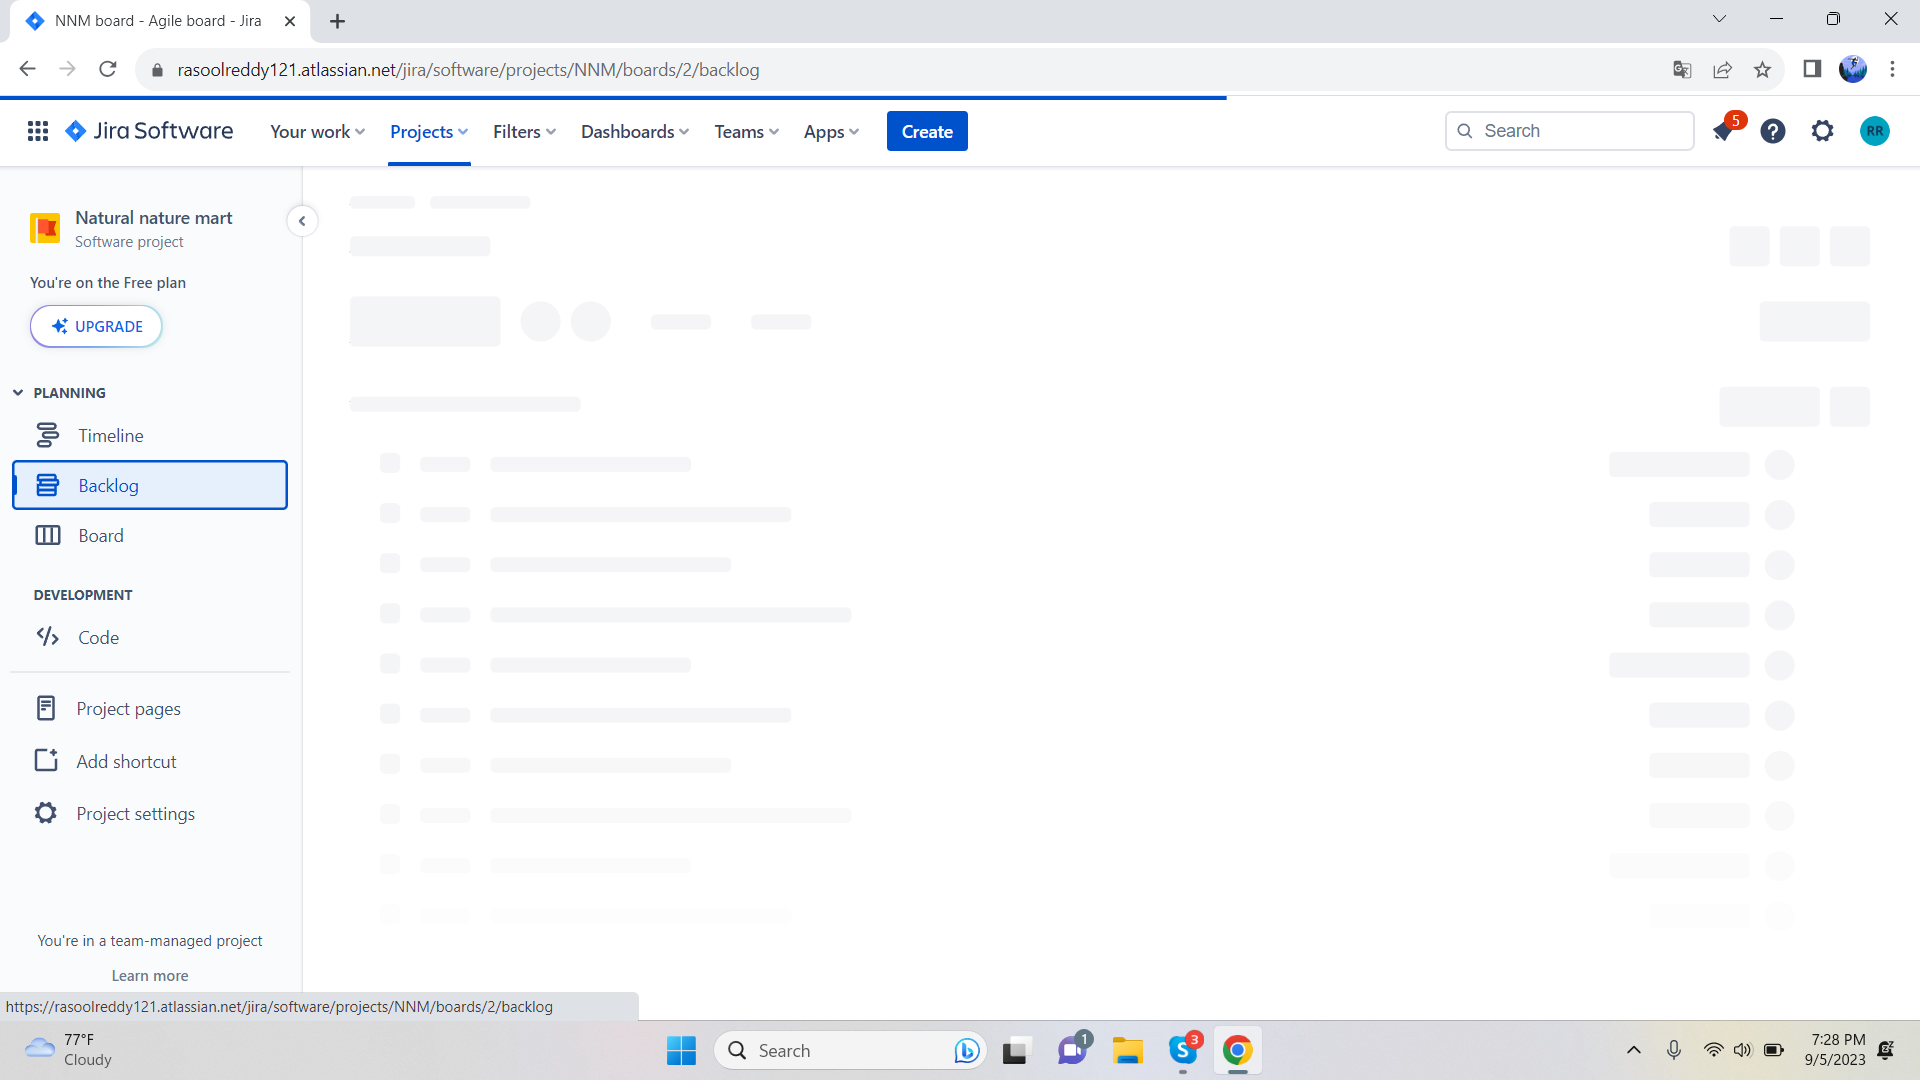 NNM board - Agile board - Jira
rasoolreddy121.atlassian.net/jira/software/projects/NNM/boards/2/backlog
Jira Software
Your work
Projects
Filters
Dashboards
Teams
Apps
Create
Search
5
RR
Natural nature mart
Software project
You're on the Free plan
UPGRADE
PLANNING
Timeline
Backlog
Board
DEVELOPMENT
Code
Project pages
Add shortcut
Project settings
You're in a team-managed project
Learn more
https://rasoolreddy121.atlassian.net/jira/software/projects/NNM/boards/2/backlog
77°F
Cloudy
Search
1
3
7:28 PM
9/5/2023